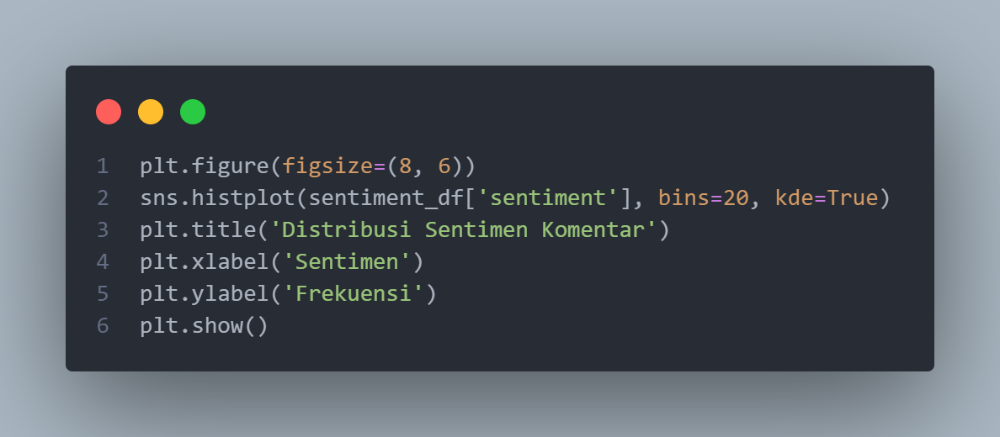 1 plt.figure(figsize=(8, 6))
2 sns.histplot(sentiment_df['sentiment'], bins=20, kde=True)
3 plt.title('Distribusi Sentimen Komentar')
4 plt.xlabel('Sentimen')
5 plt.ylabel('Frekuensi')
6 plt.show()